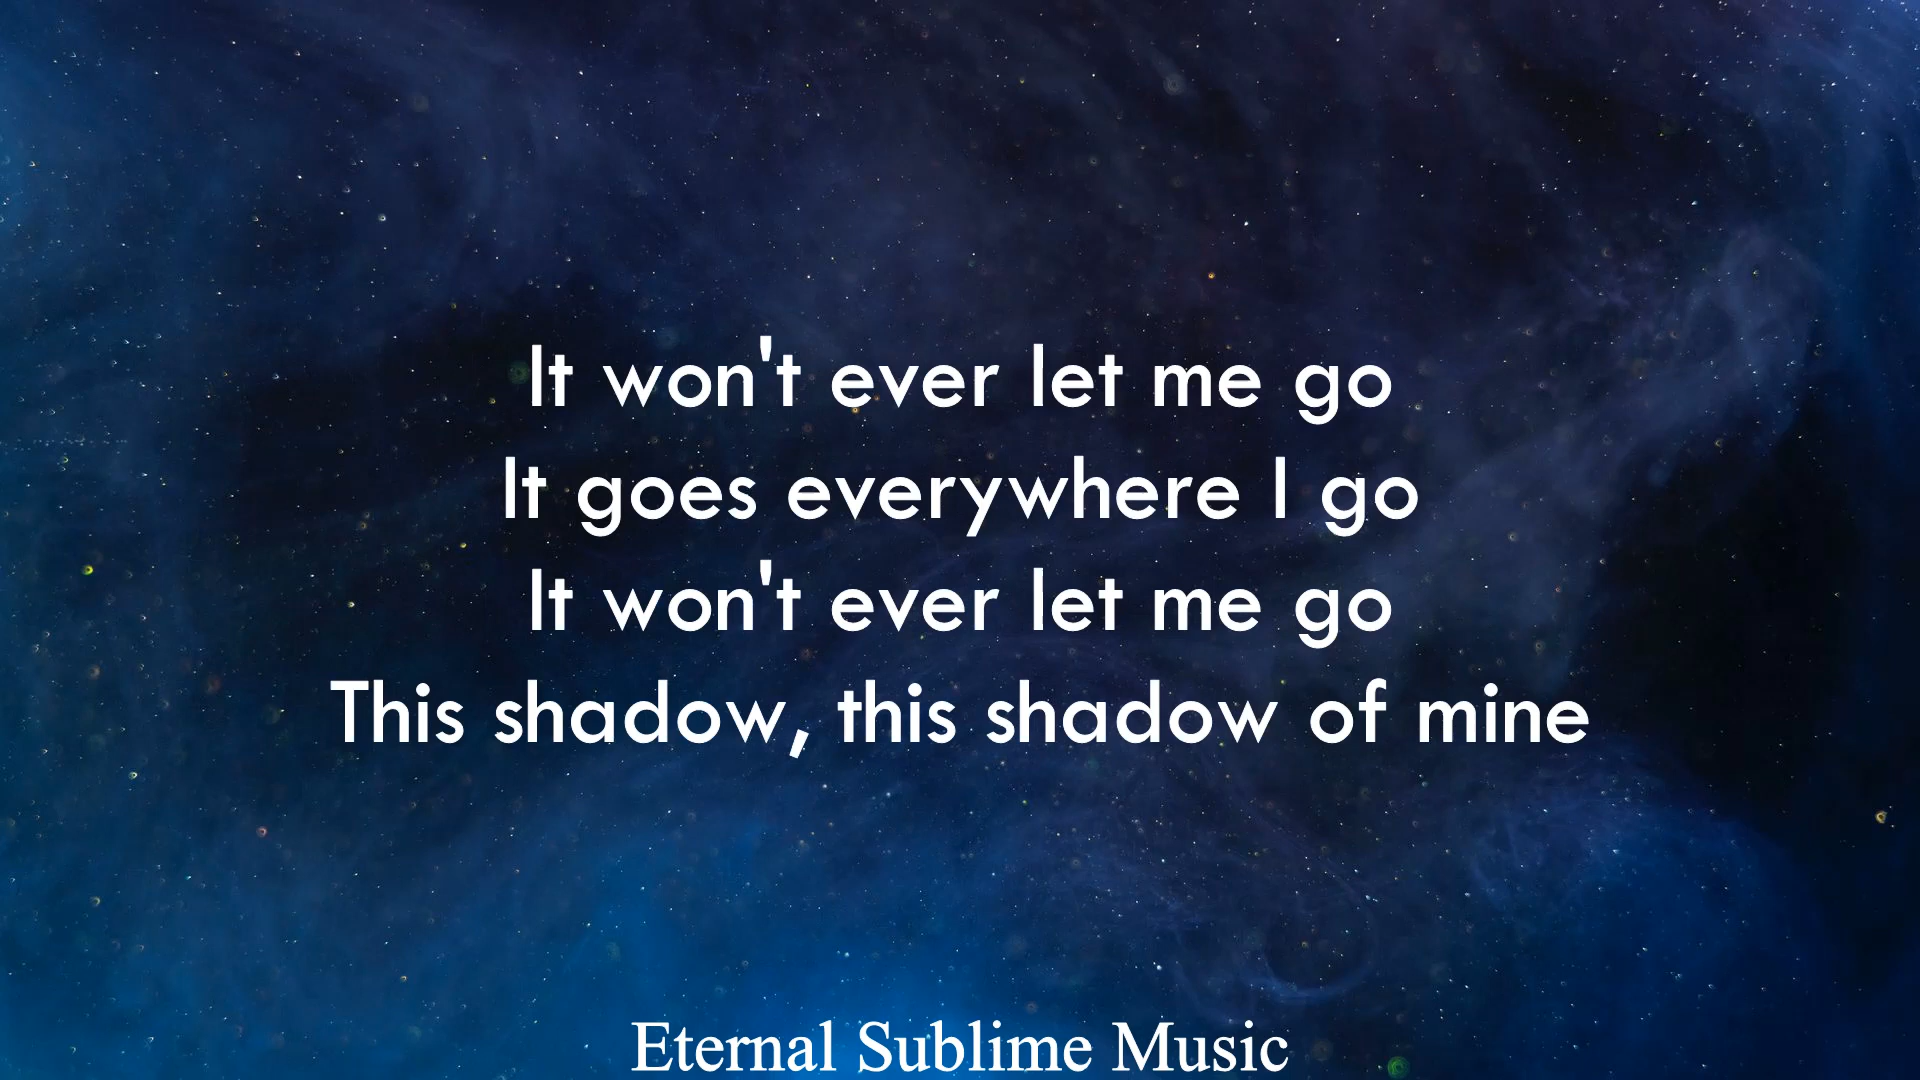 It won't ever let me go
It goes everywhere I go
It won't ever let me go
This shadow, this shadow of mine
Eternal Sublime Music